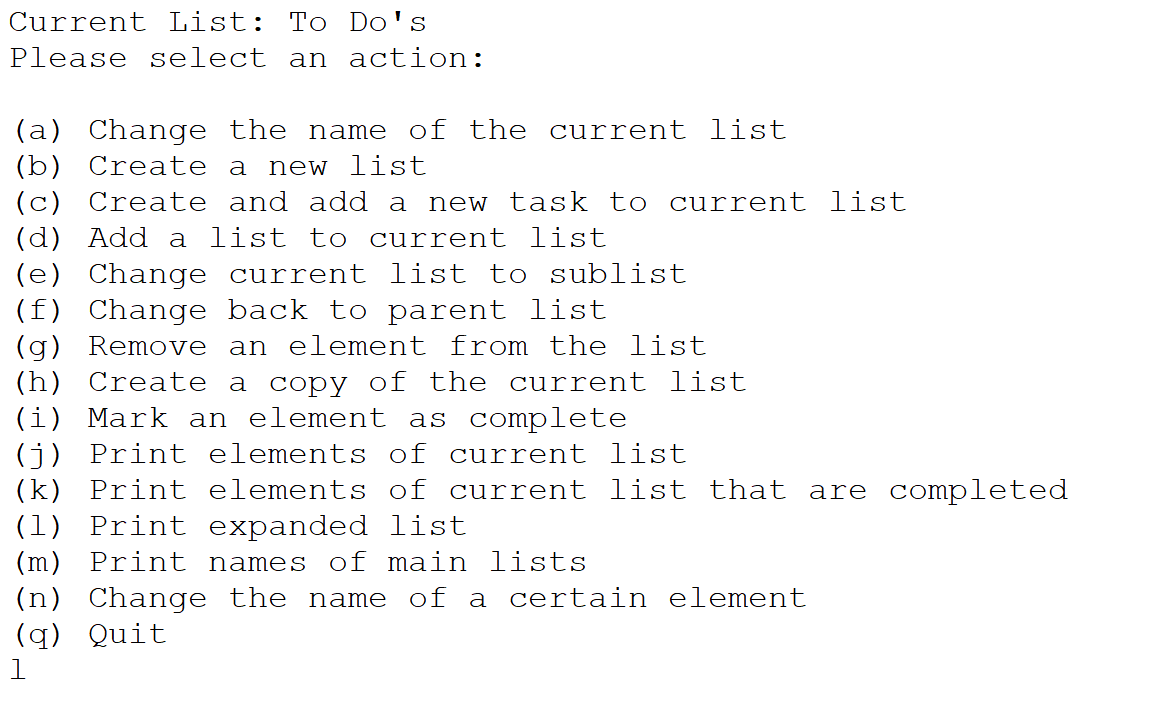 Current List: To Do's
Please select an action:
(a) Change the name of the current list
(b) Create a new list
(c) Create and add a new task to current list
(d) Add a list to current list
(e) Change current list to sublist
(f) Change back to parent list
(g) Remove an element from the list
(h) Create a copy of the current list
(i) Mark an element as complete
(j) Print elements of current list
(k) Print elements of current list that are completed
(l) Print expanded list
(m) Print names of main lists
(n) Change the name of a certain element
(q) Quit
l